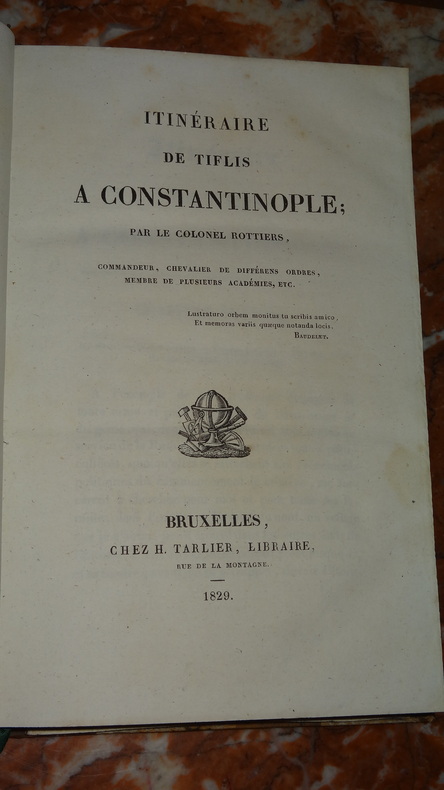 ITINÉRAIRE
DE TIFLIS
A CONSTANTINOPLE;
PAR LE COLONEL ROTTIERS,
COMMANDEUR, CHEVALIER DE DIFFÉRENS ORDRES,
MEMBRE DE PLUSIEURS ACADÉMIES, ETC.
Lustraturo orbem monitus tu scribis amico,
Et memoras variis quæque notanda locis.
BRUXELLES,
CHEZ H. TARLIER, LIBRAIRE,
RUE DE LA MONTAGNE.
1829.